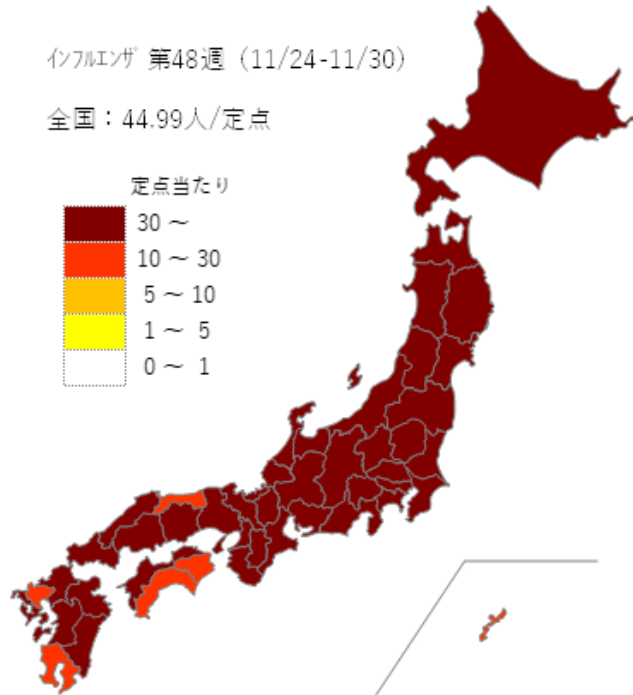 ｲﾝﾌﾙｴﾝｻﾞ 第48週（11/24-11/30）
全国：44.99人/定点
定点当たり
30 ～
10 ～ 30
5 ～ 10
1 ～ 5
0 ～ 1